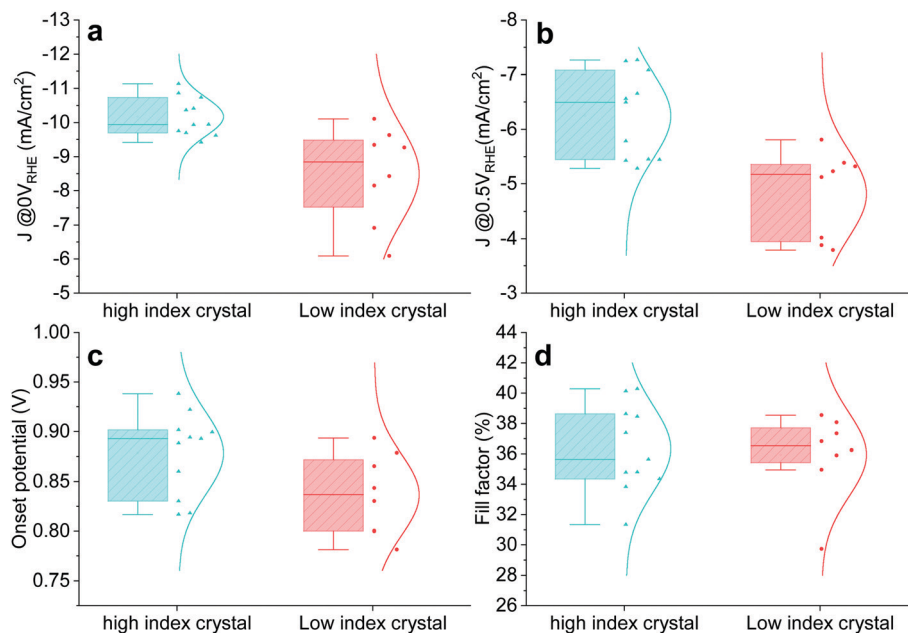 a
-13
-12
-11
-10
-9
-8
-7
-6
-5
J @0V_RHE (mA/cm²)
high index crystal
Low index crystal
b
-8
-7
-6
-5
-4
-3
J @0.5V_RHE(mA/cm²)
high index crystal
Low index crystal
c
1.00
0.95
0.90
0.85
0.80
0.75
Onset potential (V)
high index crystal
Low index crystal
d
44
42
40
38
36
34
32
30
28
26
Fill factor (%)
high index crystal
Low index crystal